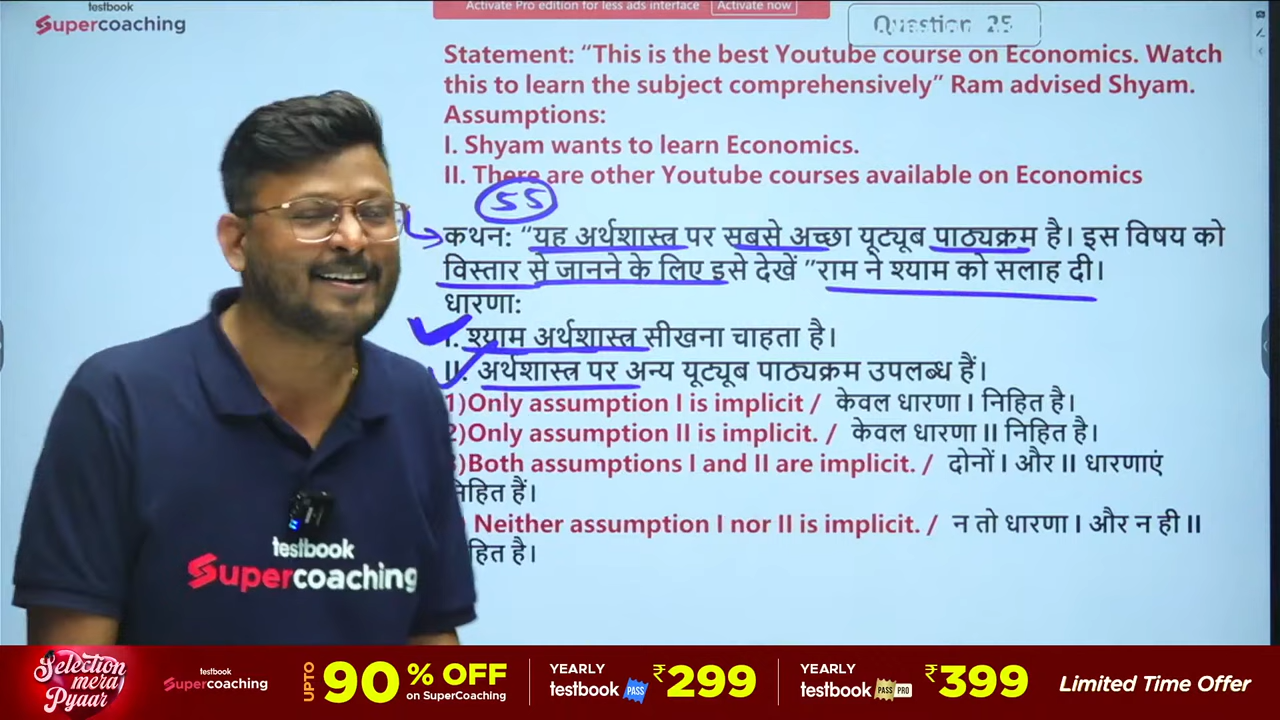 testbook
Supercoaching
Activate Pro edition for less ads interface Activate now
Question 25
Statement: “This is the best Youtube course on Economics. Watch
this to learn the subject comprehensively” Ram advised Shyam.
Assumptions:
I. Shyam wants to learn Economics.
II. There are other Youtube courses available on Economics
55
कथन: “यह अर्थशास्त्र पर सबसे अच्छा यूट्यूब पाठ्यक्रम है। इस विषय को
विस्तार से जानने के लिए इसे देखें ”राम ने श्याम को सलाह दी।
धारणा:
I. श्याम अर्थशास्त्र सीखना चाहता है।
II. अर्थशास्त्र पर अन्य यूट्यूब पाठ्यक्रम उपलब्ध हैं।
1)Only assumption I is implicit / केवल धारणा I निहित है।
2)Only assumption II is implicit. / केवल धारणा II निहित है।
3)Both assumptions I and II are implicit. / दोनों I और II धारणाएं
निहित हैं।
Neither assumption I nor II is implicit. / न तो धारणा I और न ही II
हित है।
testbook
Supercoaching
Selection mera Pyaar
testbook
Supercoaching
UPTO 90% OFF on SuperCoaching
YEARLY testbook PASS ₹299
YEARLY testbook PASS PRO ₹399
Limited Time Offer